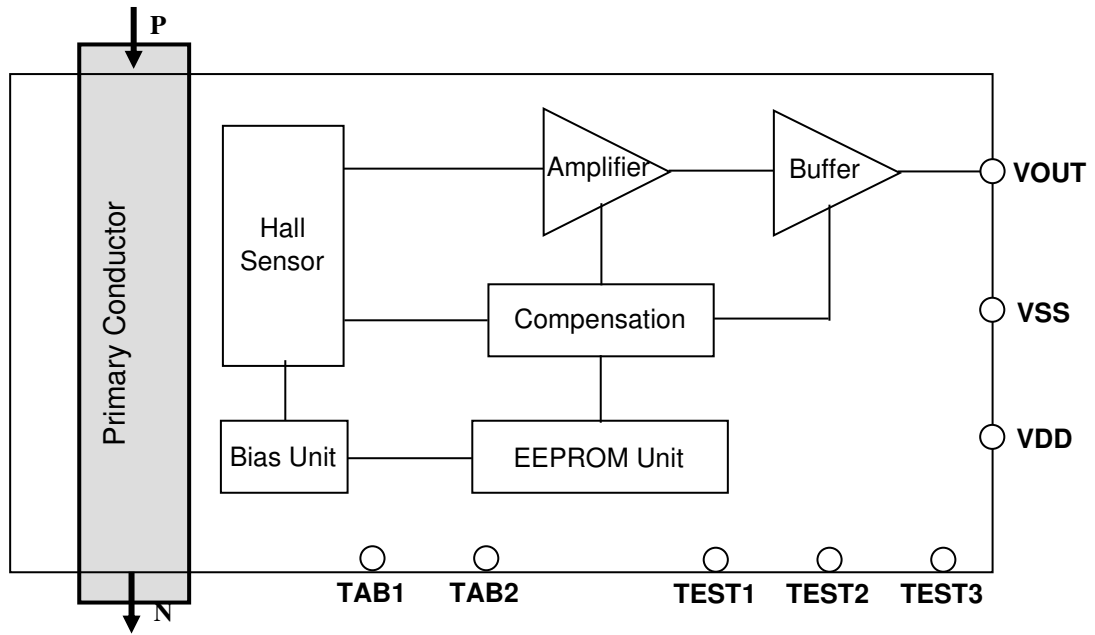 P
Primary Conductor
Hall
Sensor
Amplifier
Buffer
VOUT
Compensation
VSS
Bias Unit
EEPROM Unit
VDD
TAB1
TAB2
TEST1
TEST2
TEST3
N